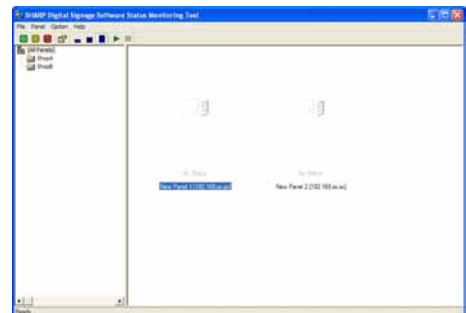 SHARP Digital Signage Software Status Monitoring Tool
File Panel Option Help
(All Panels)
ShopA
ShopB
No Status
No Status
New Panel 1 [192.168.xx.xx]
New Panel 2 [192.168.xx.xx]
Ready